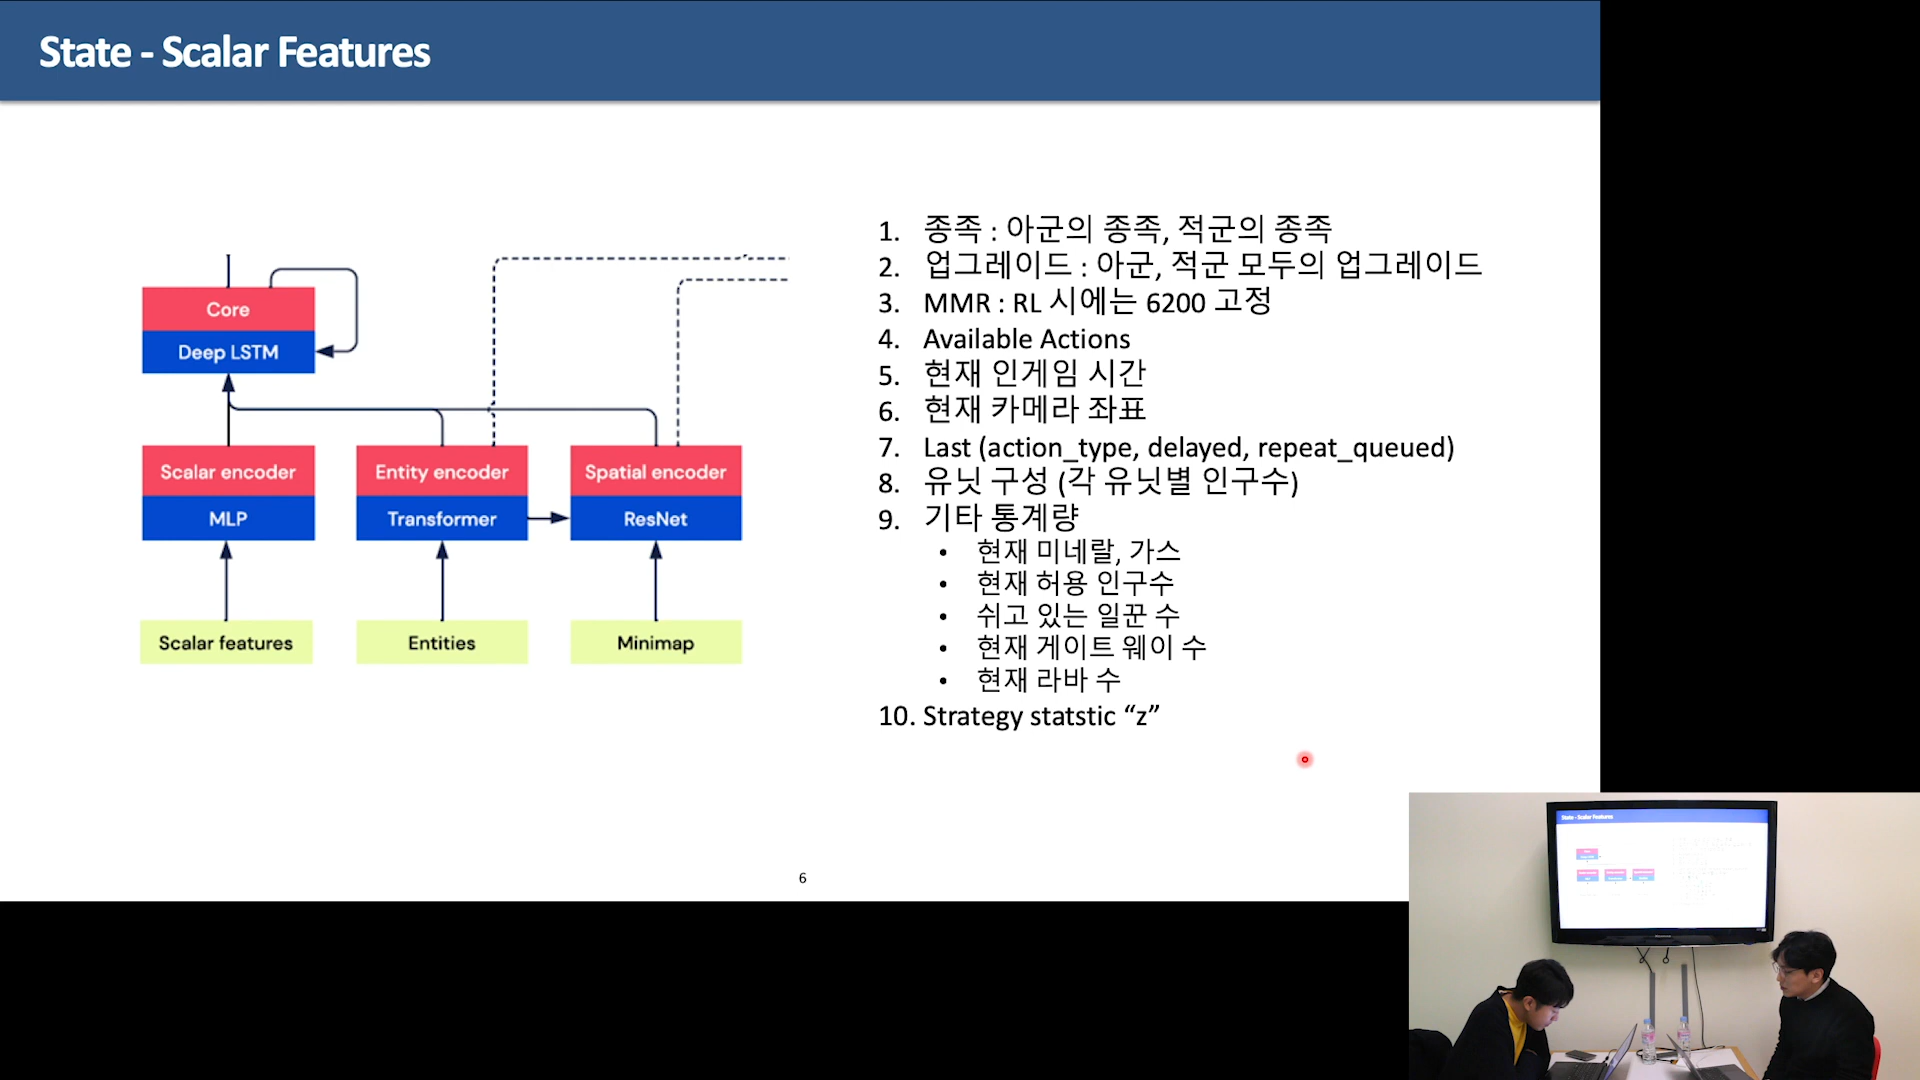 State - Scalar Features
Core
Deep LSTM
Scalar encoder
MLP
Entity encoder
Transformer
Spatial encoder
ResNet
Scalar features
Entities
Minimap
1. 종족 : 아군의 종족, 적군의 종족
2. 업그레이드 : 아군, 적군 모두의 업그레이드
3. MMR : RL 시에는 6200 고정
4. Available Actions
5. 현재 인게임 시간
6. 현재 카메라 좌표
7. Last (action_type, delayed, repeat_queued)
8. 유닛 구성 (각 유닛별 인구수)
9. 기타 통계량
• 현재 미네랄, 가스
• 현재 허용 인구수
• 쉬고 있는 일꾼 수
• 현재 게이트 웨이 수
• 현재 라바 수
10. Strategy statstic “z”
6
State - Scalar Features